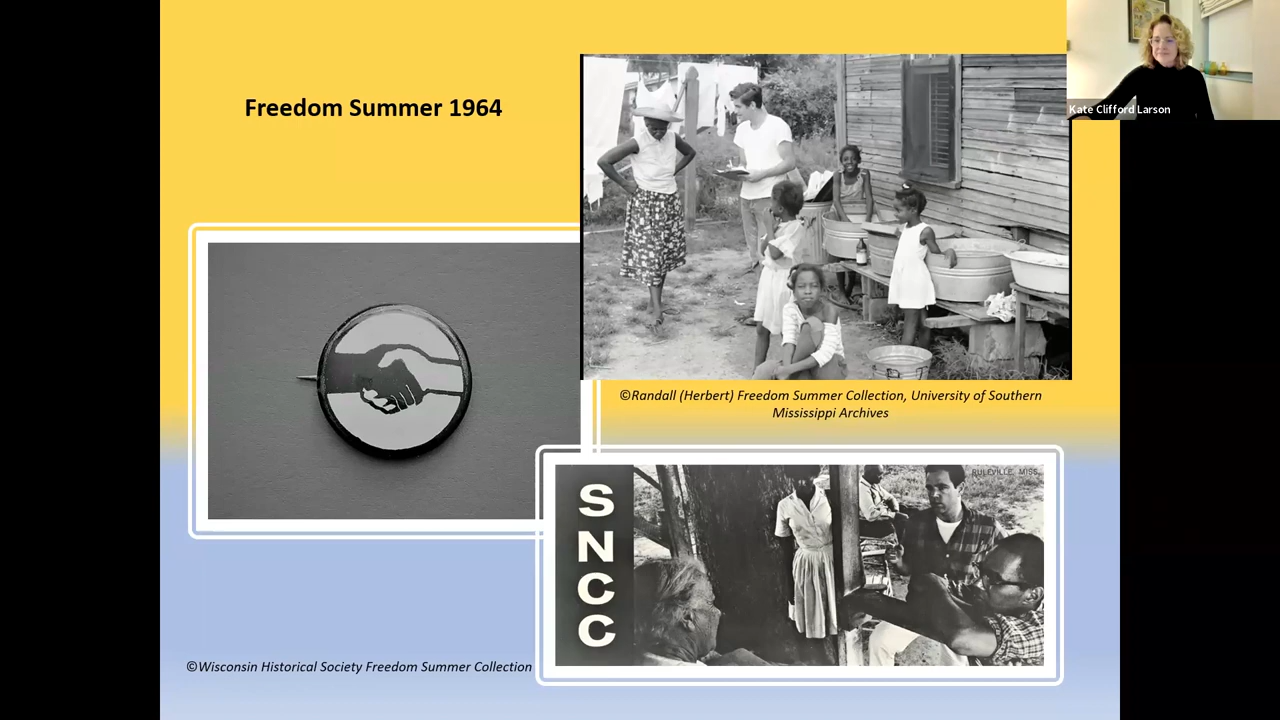 Freedom Summer 1964
Kate Clifford Larson
©Randall (Herbert) Freedom Summer Collection, University of Southern
Mississippi Archives
RULEVILLE, MISS.
S
N
C
C
©Wisconsin Historical Society Freedom Summer Collection